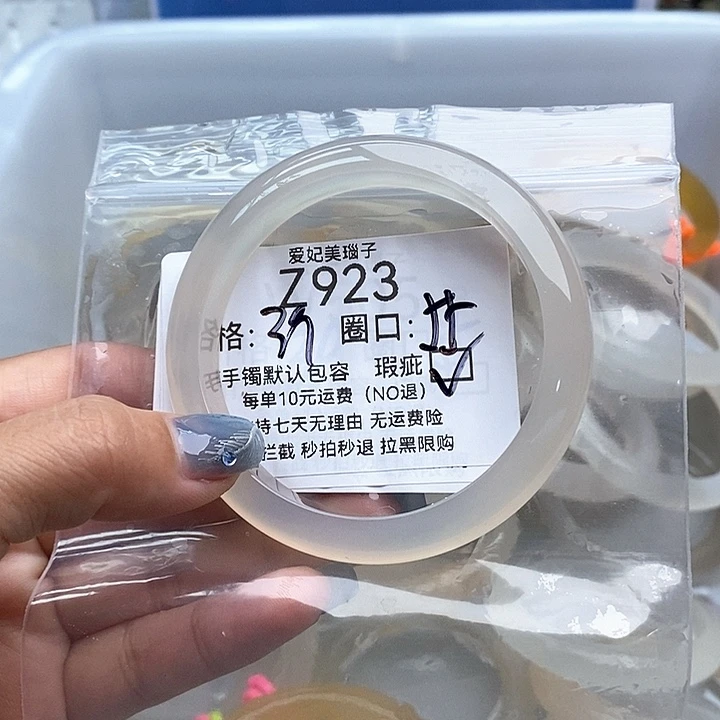 爱妃美瑙子
Z923
格: 圈口:
手镯默认包容 瑕疵
每单10元运费（NO退）
持七天无理由 无运费险
拦截 秒拍秒退 拉黑限购